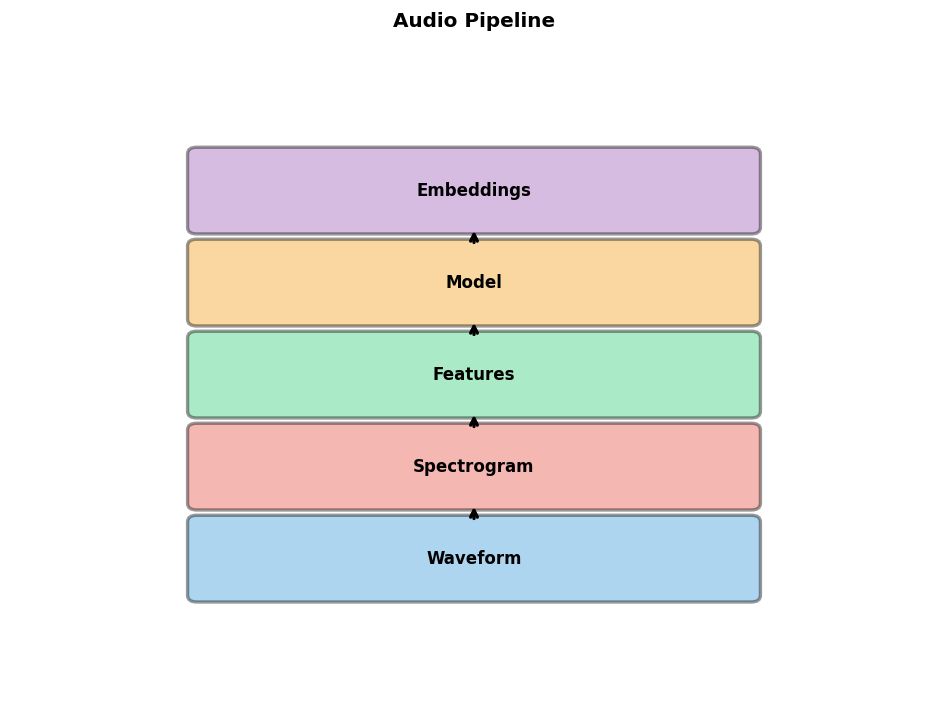 Audio Pipeline
Embeddings
Model
Features
Spectrogram
Waveform